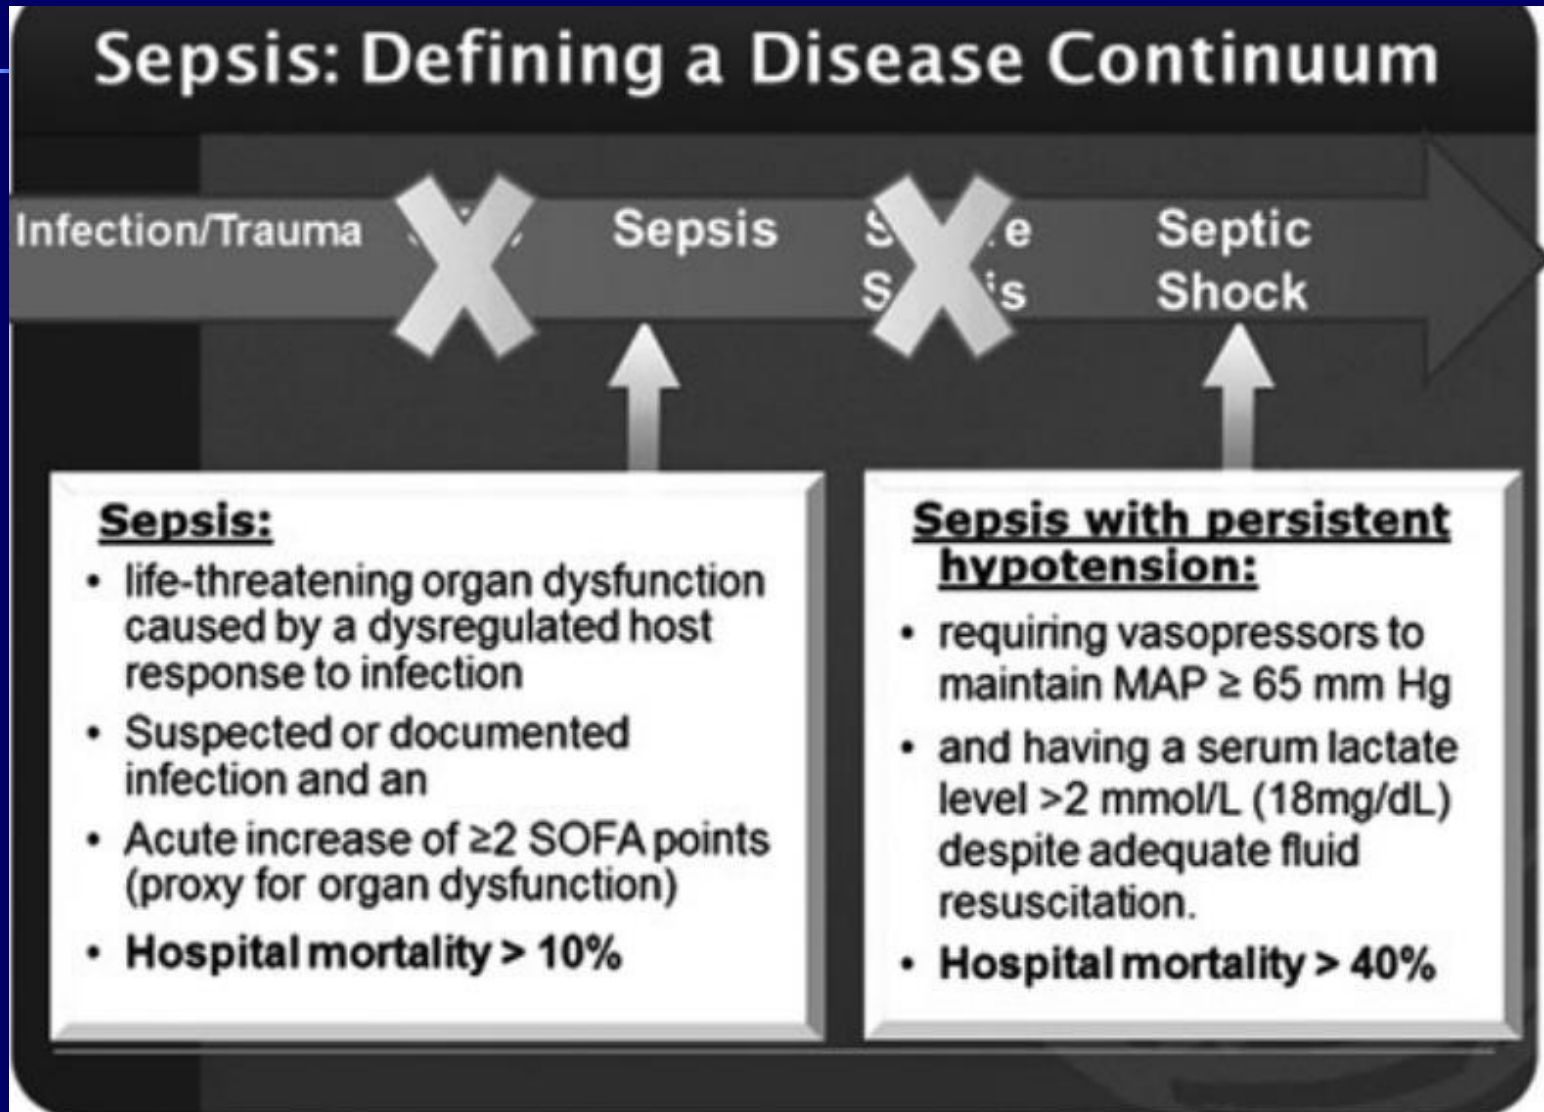 Sepsis: Defining a Disease Continuum
Infection/Trauma
Sepsis
Septic
Shock
Sepsis:
• life-threatening organ dysfunction
caused by a dysregulated host
response to infection
• Suspected or documented
infection and an
• Acute increase of ≥2 SOFA points
(proxy for organ dysfunction)
• Hospital mortality > 10%
Sepsis with persistent
hypotension:
• requiring vasopressors to
maintain MAP ≥ 65 mm Hg
• and having a serum lactate
level >2 mmol/L (18mg/dL)
despite adequate fluid
resuscitation.
• Hospital mortality > 40%